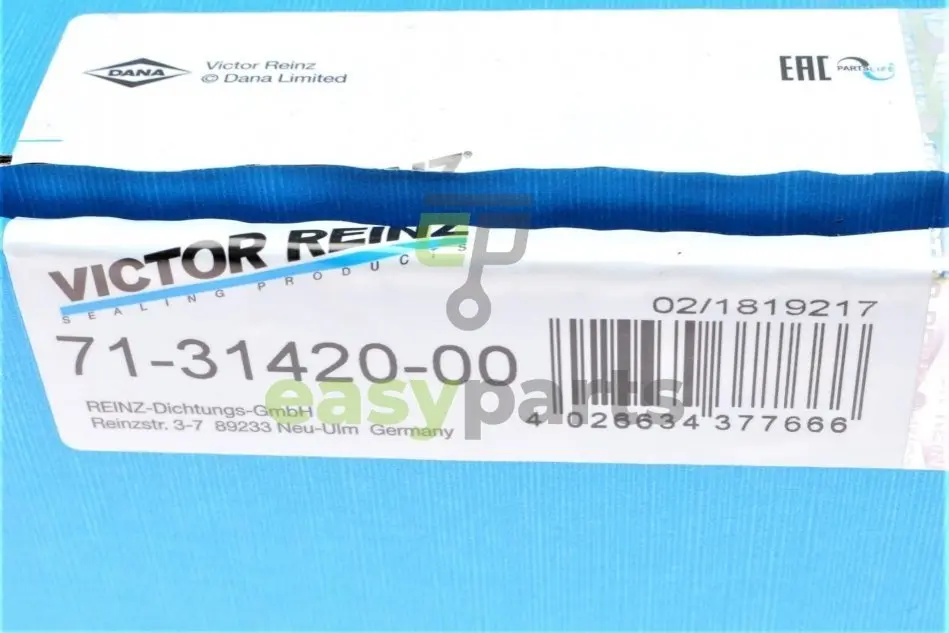 DANA
Victor Reinz
© Dana Limited
EAC
PARTSLIFE
VICTOR REINZ
SEALING PRODUCTS
02/1819217
71-31420-00
easyparts
REINZ-Dichtungs-GmbH
Reinzstr. 3-7 89233 Neu-Ulm Germany
4 026634 377666